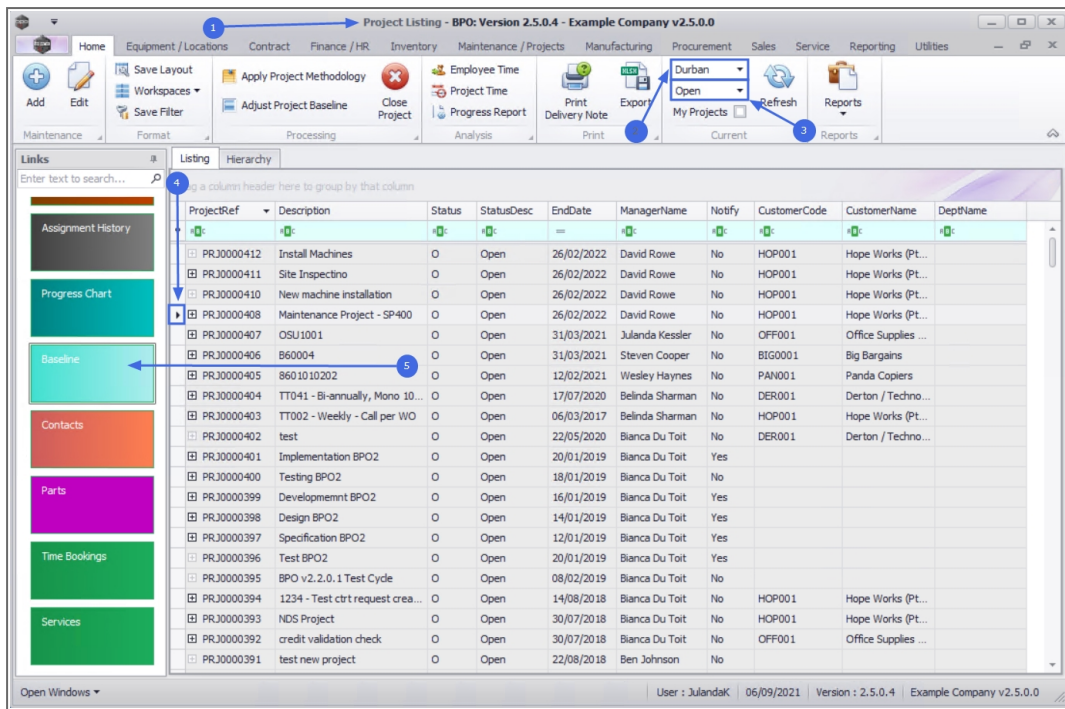 1
Project Listing - BPO: Version 2.5.0.4 - Example Company v2.5.0.0
Home Equipment / Locations Contract Finance / HR Inventory Maintenance / Projects Manufacturing Procurement Sales Service Reporting Utilities
Add
Edit
Save Layout
Workspaces
Save Filter
Apply Project Methodology
Adjust Project Baseline
Close Project
Employee Time
Project Time
Progress Report
Print Delivery Note
Export
Durban
Open
My Projects
Refresh
Reports
3
Maintenance Format Processing Analysis Print Current Reports
Links
Enter text to search...
Assignment History
Progress Chart
Baseline
Contacts
Parts
Time Bookings
Services
4
5
Listing Hierarchy
a column header here to group by that column
ProjectRef Description Status StatusDesc EndDate ManagerName Notify CustomerCode CustomerName DeptName
PRJ0000412 Install Machines O Open 26/02/2022 David Rowe No HOP001 Hope Works (Pt...
PRJ0000411 Site Inspectino O Open 26/02/2022 David Rowe No HOP001 Hope Works (Pt...
PRJ0000410 New machine installation O Open 26/02/2022 David Rowe No HOP001 Hope Works (Pt...
PRJ0000408 Maintenance Project - SP400 O Open 26/02/2022 David Rowe No HOP001 Hope Works (Pt...
PRJ0000407 OSU1001 O Open 31/03/2021 Julanda Kessler No OFF001 Office Supplies ...
PRJ0000406 B60004 O Open 31/03/2021 Steven Cooper No BIG0001 Big Bargains
PRJ0000405 8601010202 O Open 12/02/2021 Wesley Haynes No PAN001 Panda Copiers
PRJ0000404 TT041 - Bi-annually, Mono 10... O Open 17/07/2020 Belinda Sharman No DER001 Derton / Techno...
PRJ0000403 TT002 - Weekly - Call per WO O Open 06/03/2017 Belinda Sharman No HOP001 Hope Works (Pt...
PRJ0000402 test O Open 22/05/2020 Bianca Du Toit No DER001 Derton / Techno...
PRJ0000401 Implementation BPO2 O Open 20/01/2019 Bianca Du Toit Yes
PRJ0000400 Testing BPO2 O Open 18/01/2019 Bianca Du Toit No
PRJ0000399 Developmemnt BPO2 O Open 16/01/2019 Bianca Du Toit Yes
PRJ0000398 Design BPO2 O Open 14/01/2019 Bianca Du Toit Yes
PRJ0000397 Specification BPO2 O Open 12/01/2019 Bianca Du Toit Yes
PRJ0000396 Test BPO2 O Open 20/01/2019 Bianca Du Toit Yes
PRJ0000395 BPO v2.2.0.1 Test Cycle O Open 08/02/2019 Bianca Du Toit No
PRJ0000394 1234 - Test ctrt request crea... O Open 14/08/2018 Bianca Du Toit No HOP001 Hope Works (Pt...
PRJ0000393 NDS Project O Open 30/07/2018 Bianca Du Toit No HOP001 Hope Works (Pt...
PRJ0000392 credit validation check O Open 30/07/2018 Bianca Du Toit No OFF001 Office Supplies ...
PRJ0000391 test new project O Open 22/08/2018 Ben Johnson No
Open Windows User : JulandaK 06/09/2021 Version : 2.5.0.4 Example Company v2.5.0.0